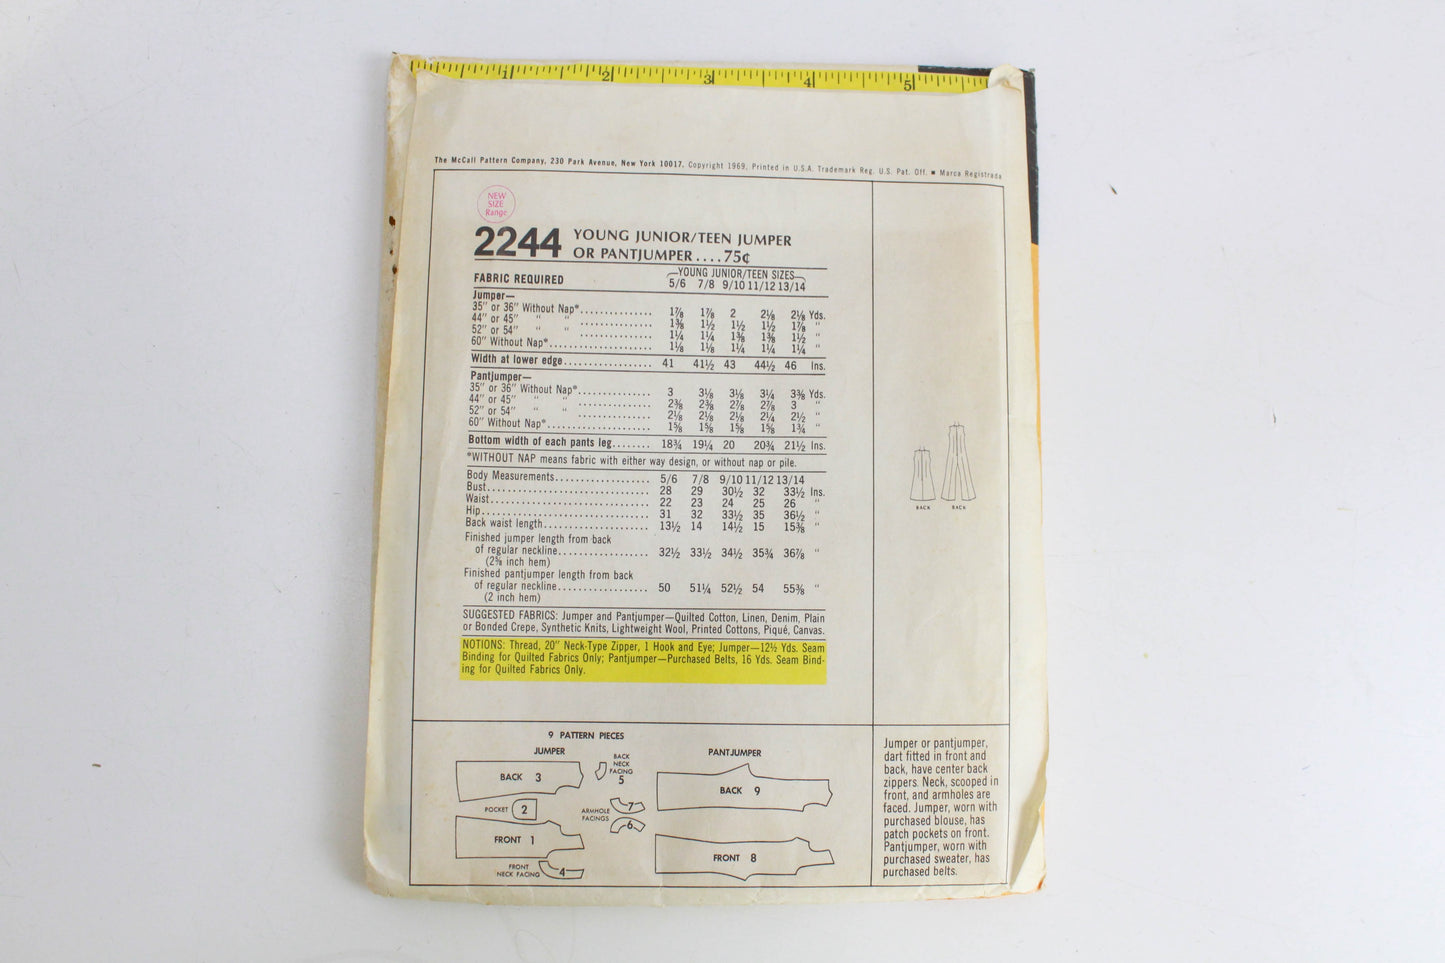 1 2 3 4 5
The McCall Pattern Company, 230 Park Avenue, New York 10017. Copyright 1969, Printed in U.S.A. Trademark Reg. U.S. Pat. Off. ■ Marca Registrada
NEW
SIZE
Range
2244 YOUNG JUNIOR/TEEN JUMPER
OR PANTJUMPER....75¢
YOUNG JUNIOR/TEEN SIZES
FABRIC REQUIRED 5/6 7/8 9/10 11/12 13/14
Jumper—
35" or 36" Without Nap*............... 1⅞ 1⅞ 2 2⅛ 2⅛ Yds.
44" or 45" " " ............... 1⅜ 1½ 1½ 1½ 1⅞ "
52" or 54" " " ............... 1¼ 1¼ 1⅜ 1⅜ 1½ "
60" Without Nap*..................... 1⅛ 1⅛ 1¼ 1¼ 1¼ "
Width at lower edge.................. 41 41½ 43 44½ 46 Ins.
Pantjumper—
35" or 36" Without Nap*............... 3 3⅛ 3⅛ 3¼ 3⅜ Yds.
44" or 45" " " ............... 2⅜ 2⅜ 2⅞ 2⅞ 3 "
52" or 54" " " ............... 2⅛ 2⅛ 2⅛ 2¼ 2½ "
60" Without Nap*..................... 1⅝ 1⅝ 1⅝ 1⅝ 1¾ "
Bottom width of each pants leg........ 18¾ 19¼ 20 20¾ 21½ Ins.
*WITHOUT NAP means fabric with either way design, or without nap or pile.
Body Measurements................... 5/6 7/8 9/10 11/12 13/14
Bust................................. 28 29 30½ 32 33½ Ins.
Waist................................ 22 23 24 25 26 "
Hip.................................. 31 32 33½ 35 36½ "
Back waist length..................... 13½ 14 14½ 15 15⅜ "
Finished jumper length from back
of regular neckline.................. 32½ 33½ 34½ 35¾ 36⅞ "
(2⅝ inch hem)
Finished pantjumper length from back
of regular neckline.................. 50 51¼ 52½ 54 55⅜ "
(2 inch hem)
SUGGESTED FABRICS: Jumper and Pantjumper—Quilted Cotton, Linen, Denim, Plain
or Bonded Crepe, Synthetic Knits, Lightweight Wool, Printed Cottons, Piqué, Canvas.
NOTIONS: Thread, 20" Neck-Type Zipper, 1 Hook and Eye; Jumper—12½ Yds. Seam
Binding for Quilted Fabrics Only; Pantjumper—Purchased Belts, 16 Yds. Seam Bind-
ing for Quilted Fabrics Only.
BACK BACK
9 PATTERN PIECES
JUMPER
BACK 3
BACK
NECK
FACING
5
POCKET 2
ARMHOLE
FACINGS
7
6
FRONT 1
FRONT
NECK FACING 4
PANTJUMPER
BACK 9
FRONT 8
Jumper or pantjumper,
dart fitted in front and
back, have center back
zippers. Neck, scooped in
front, and armholes are
faced. Jumper, worn with
purchased blouse, has
patch pockets on front.
Pantjumper, worn with
purchased sweater, has
purchased belts.